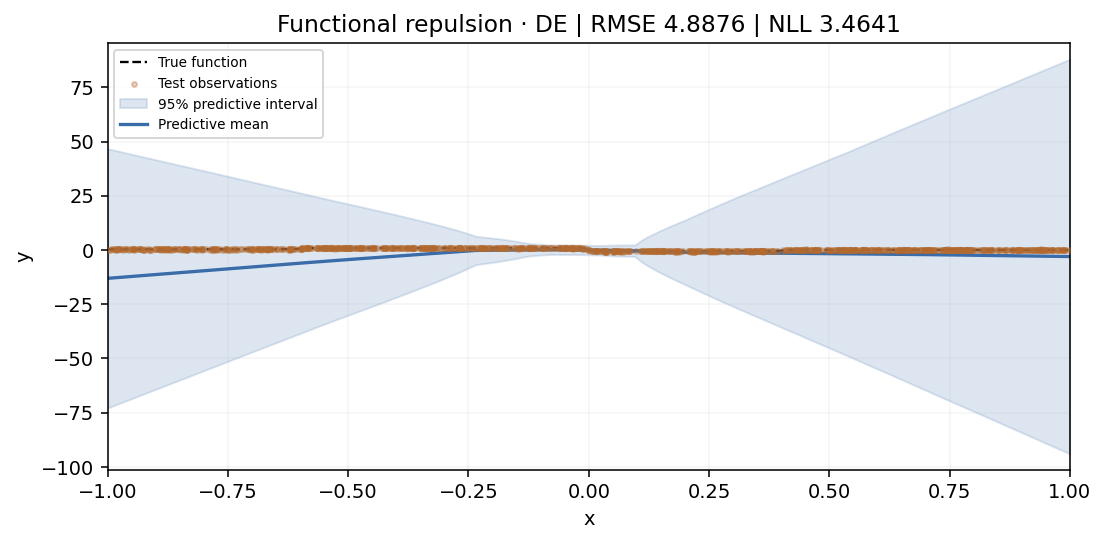 Functional repulsion · DE | RMSE 4.8876 | NLL 3.4641
True function
Test observations
95% predictive interval
Predictive mean
75
50
25
0
−25
−50
−75
−100
y
−1.00 −0.75 −0.50 −0.25 0.00 0.25 0.50 0.75 1.00
x